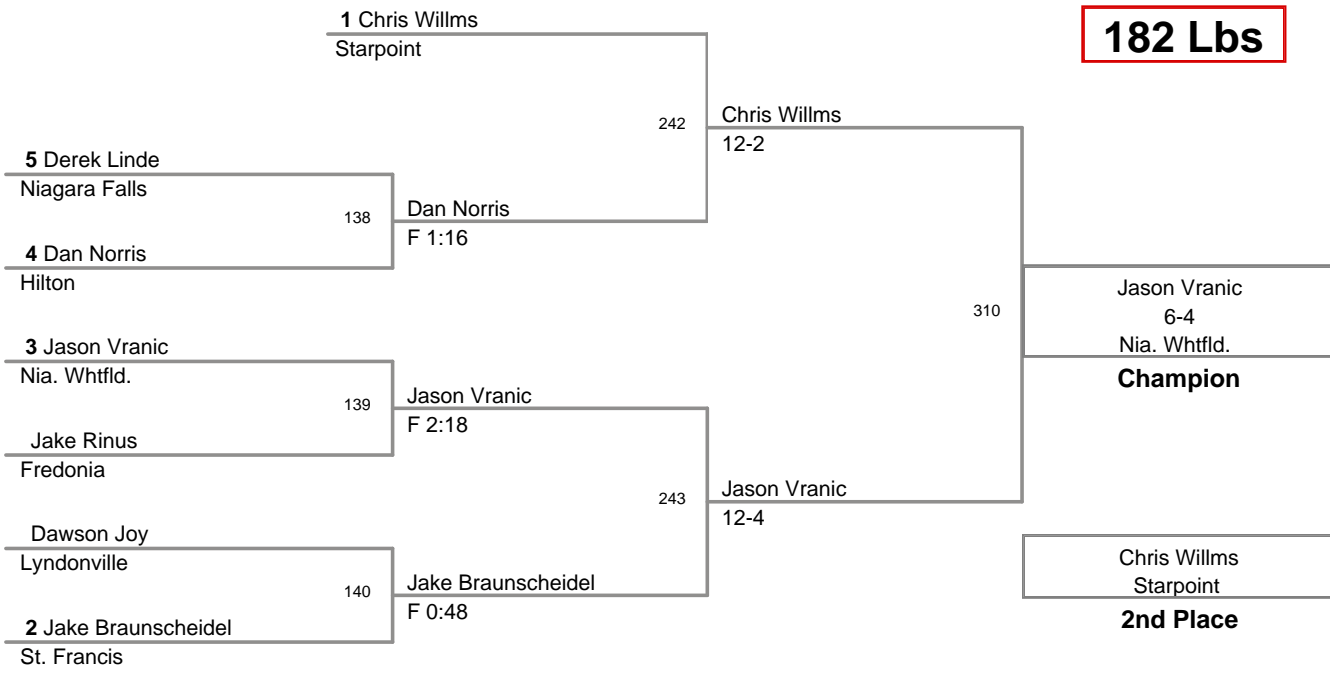 1 Chris Willms
Starpoint
182 Lbs
242
Chris Willms
12-2
5 Derek Linde
Niagara Falls
138
Dan Norris
F 1:16
4 Dan Norris
Hilton
310
Jason Vranic
6-4
Nia. Whtfld.
Champion
3 Jason Vranic
Nia. Whtfld.
139
Jason Vranic
F 2:18
Jake Rinus
Fredonia
243
Jason Vranic
12-4
Dawson Joy
Lyndonville
140
Jake Braunscheidel
F 0:48
2 Jake Braunscheidel
St. Francis
Chris Willms
Starpoint
2nd Place